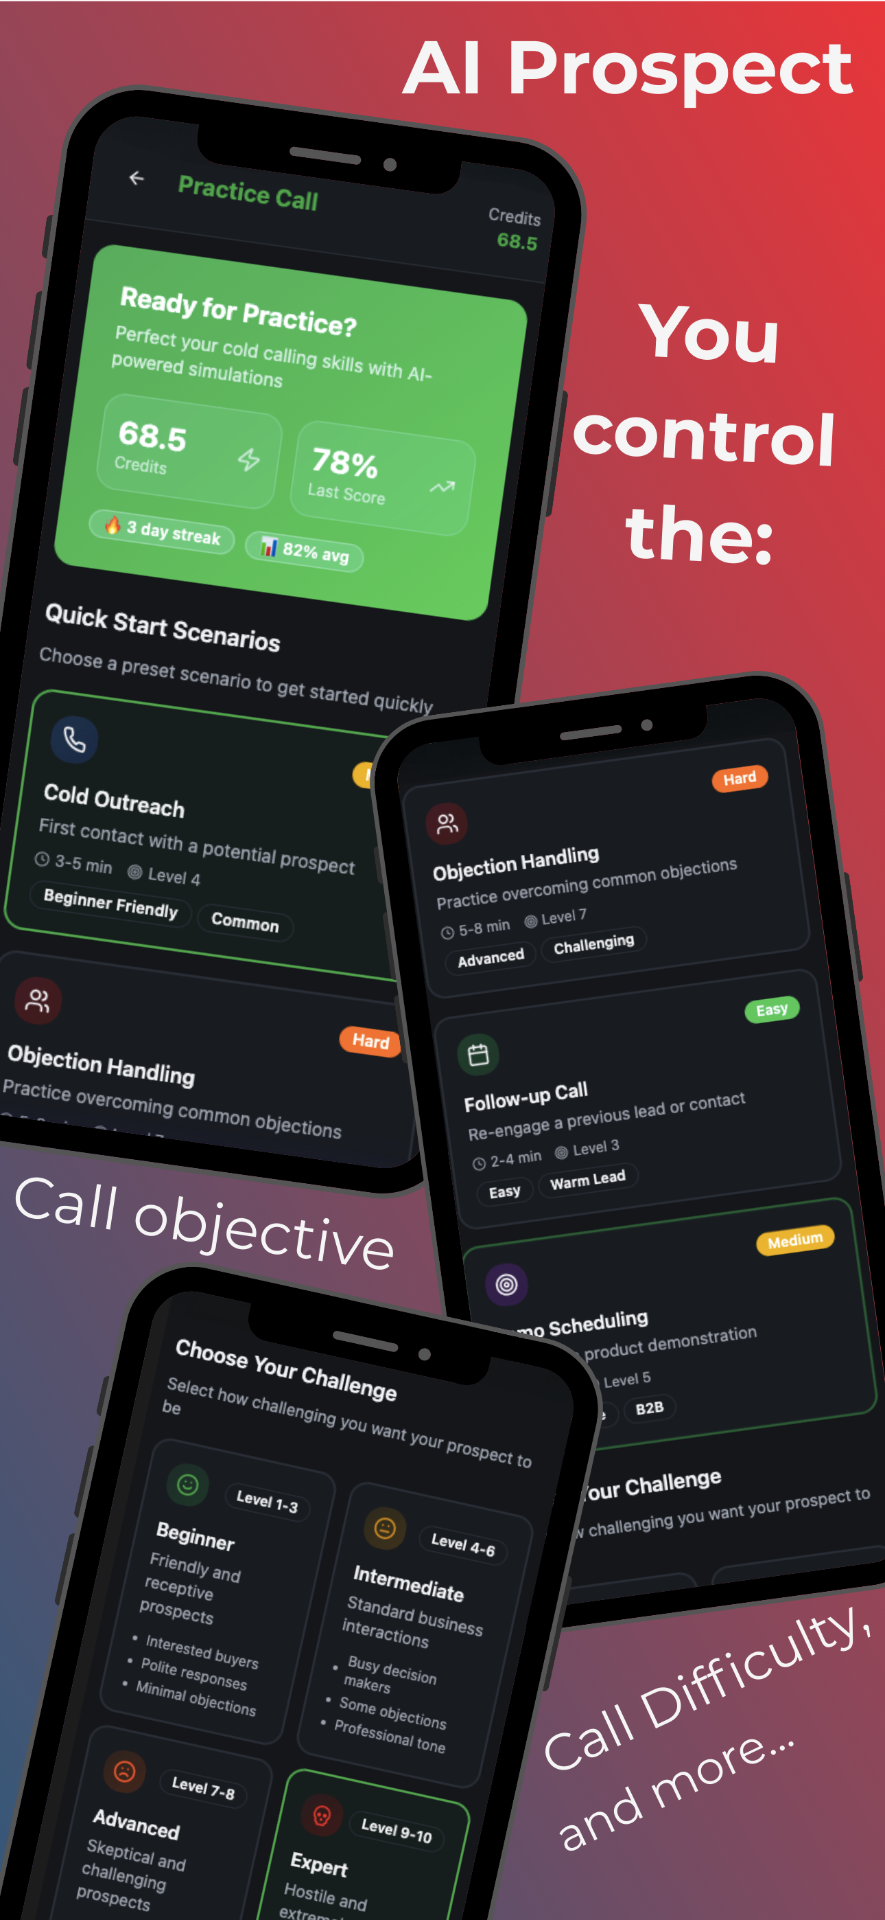 AI Prospect
Practice Call
Credits
68.5
Ready for Practice?
Perfect your cold calling skills with AI-
powered simulations
68.5
Credits
78%
Last Score
3 day streak
82% avg
Quick Start Scenarios
Choose a preset scenario to get started quickly
Cold Outreach
First contact with a potential prospect
3-5 min
Level 4
Beginner Friendly
Common
Objection Handling
Hard
Practice overcoming common objections
You
control
the:
Hard
Objection Handling
Practice overcoming common objections
5-8 min
Level 7
Advanced
Challenging
Easy
Follow-up Call
Re-engage a previous lead or contact
2-4 min
Level 3
Easy
Warm Lead
Medium
Scheduling
product demonstration
Level 5
B2B
Your Challenge
challenging you want your prospect to
Call objective
Choose Your Challenge
Select how challenging you want your prospect to
be
Level 1-3
Beginner
Friendly and
receptive
prospects
• Interested buyers
• Polite responses
• Minimal objections
Level 4-6
Intermediate
Standard business
interactions
• Busy decision
makers
• Some objections
• Professional tone
Level 7-8
Advanced
Skeptical and
challenging
prospects
Level 9-10
Expert
Hostile and
Call Difficulty,
and more...